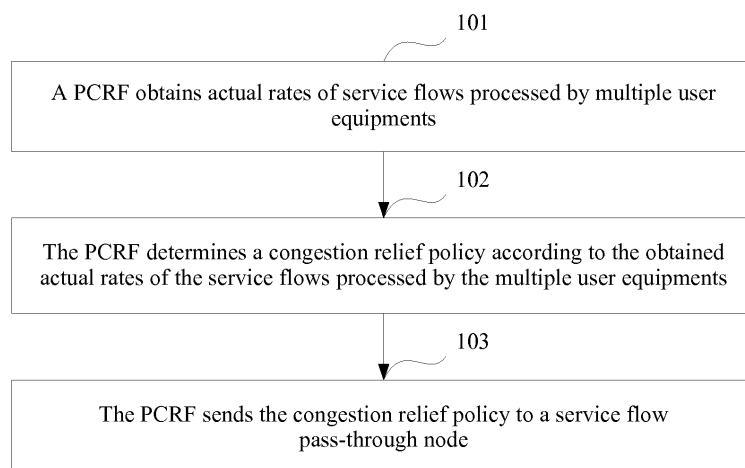 101
A PCRF obtains actual rates of service flows processed by multiple user
equipments
102
The PCRF determines a congestion relief policy according to the obtained
actual rates of the service flows processed by the multiple user equipments
103
The PCRF sends the congestion relief policy to a service flow
pass-through node